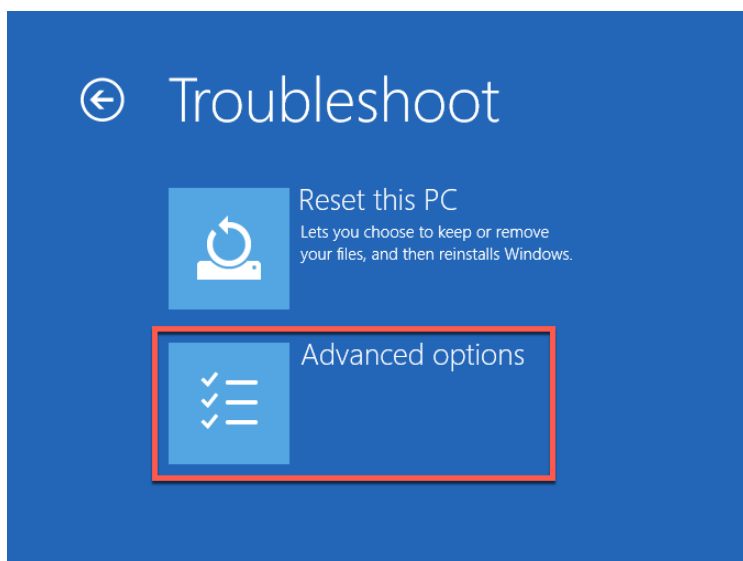 Troubleshoot
Reset this PC
Lets you choose to keep or remove
your files, and then reinstalls Windows.
Advanced options